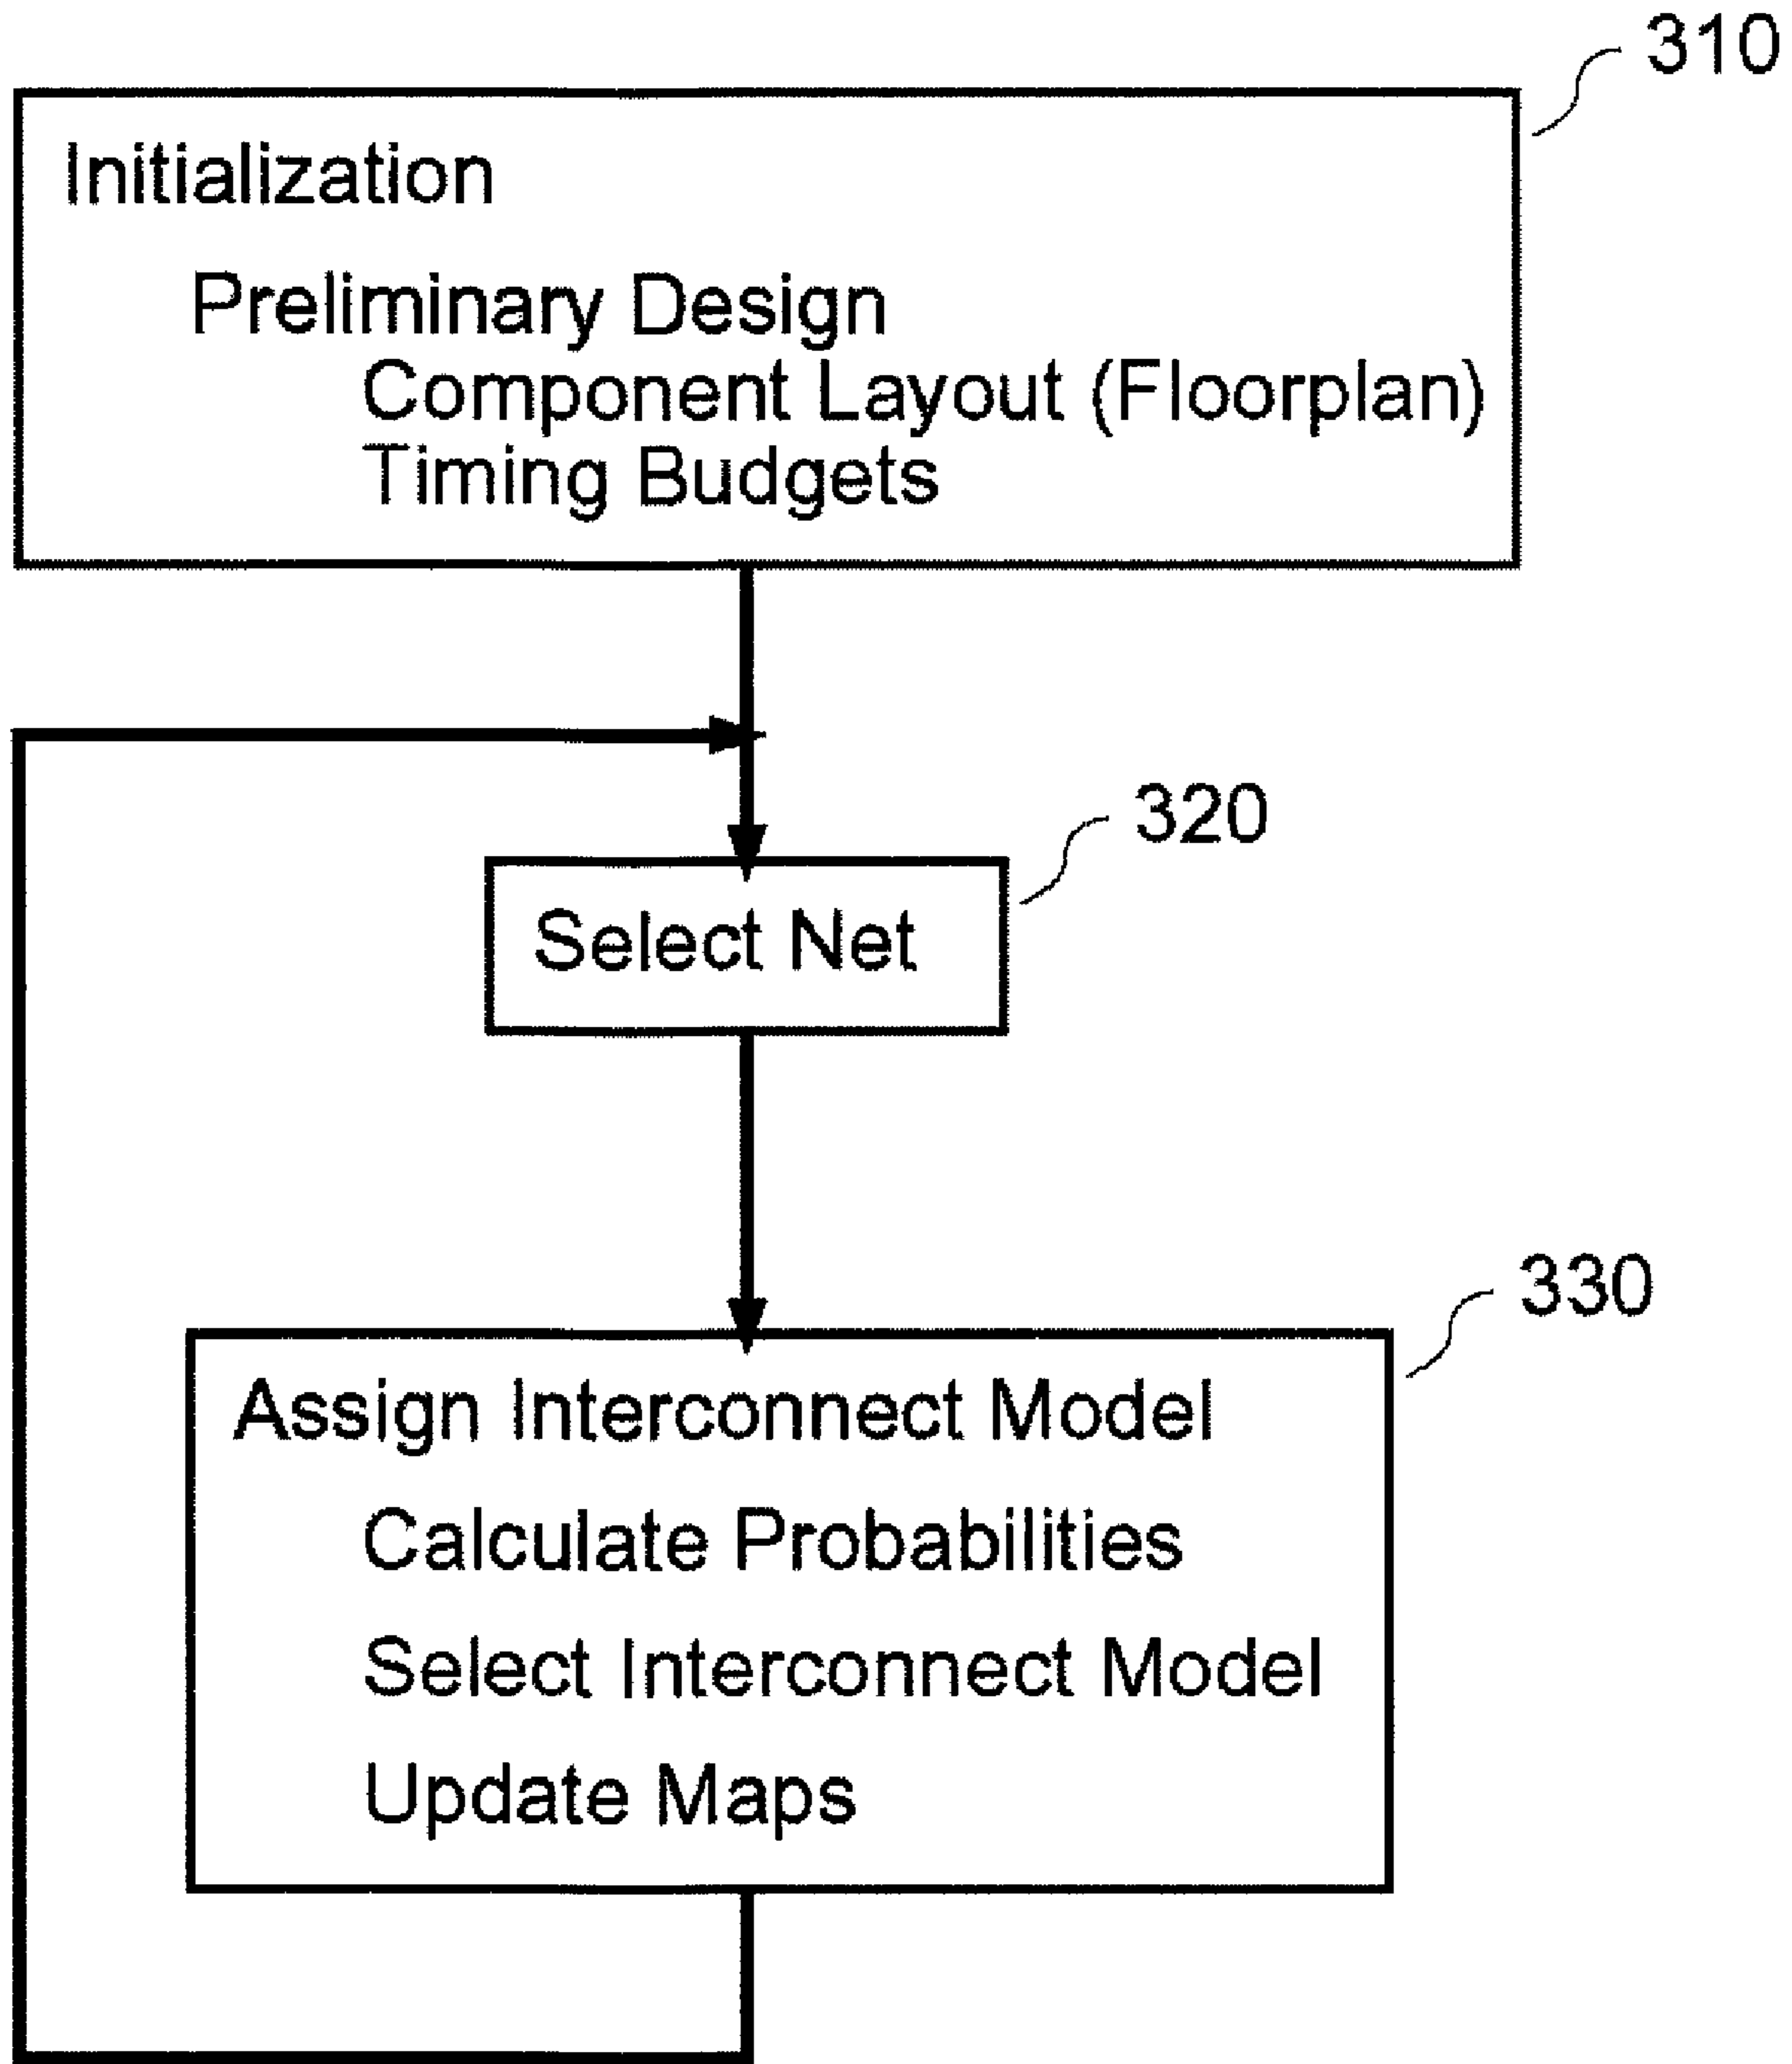 310
Initialization
Preliminary Design
Component Layout (Floorplan)
Timing Budgets
320
Select Net
330
Assign Interconnect Model
Calculate Probabilities
Select Interconnect Model
Update Maps